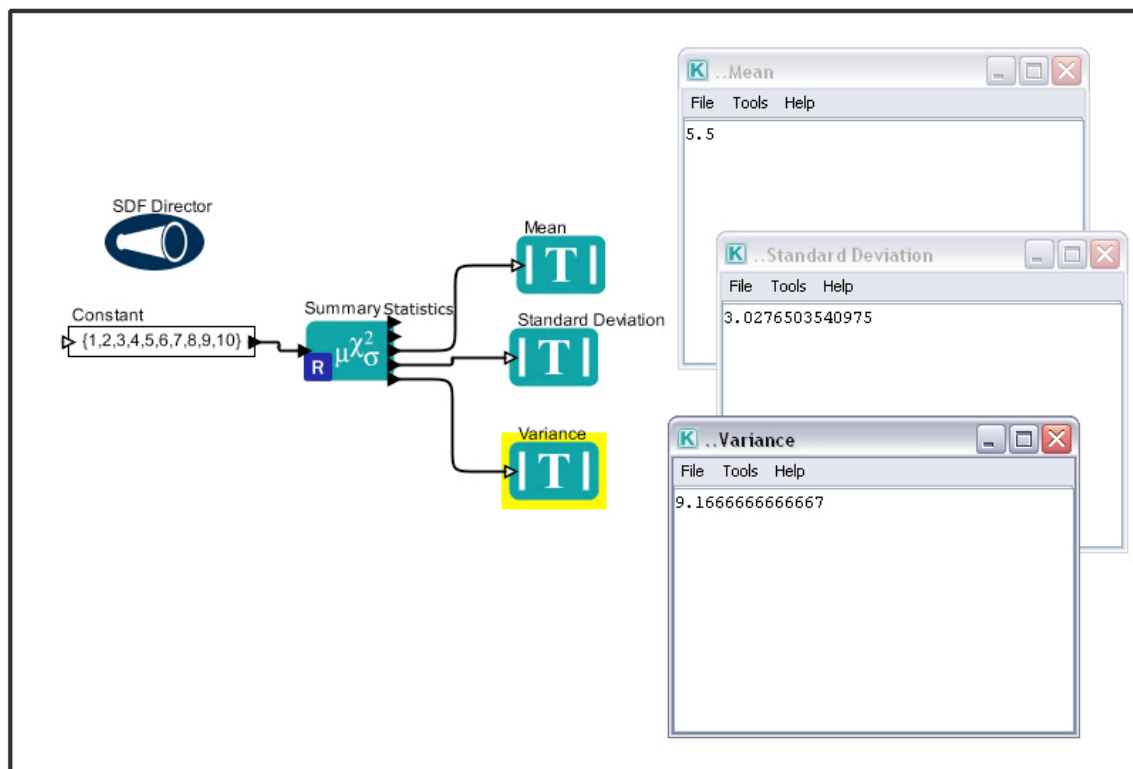 SDF Director
Constant
{1,2,3,4,5,6,7,8,9,10}
Summary Statistics
μχ²σ
R
Mean
T
Standard Deviation
T
Variance
T
K ..Mean
File Tools Help
5.5
K ..Standard Deviation
File Tools Help
3.0276503540975
K ..Variance
File Tools Help
9.1666666666667